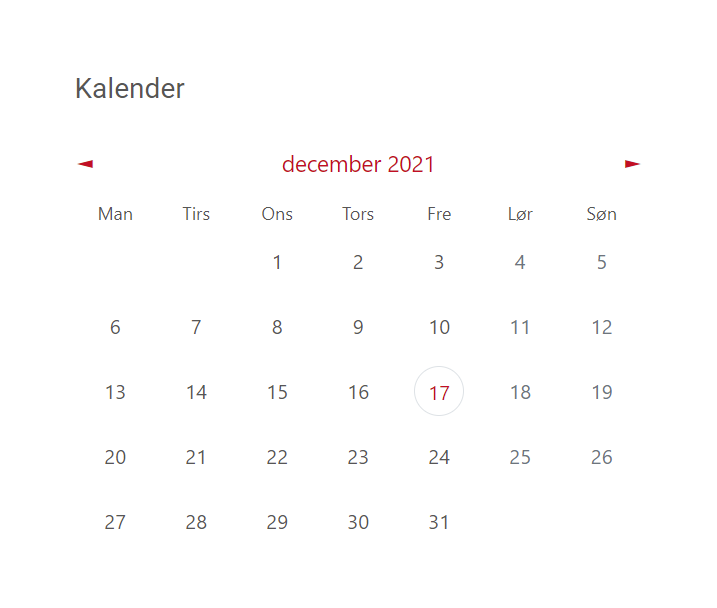 Kalender
◄ december 2021 ►
Man Tirs Ons Tors Fre Lør Søn
1 2 3 4 5
6 7 8 9 10 11 12
13 14 15 16 17 18 19
20 21 22 23 24 25 26
27 28 29 30 31